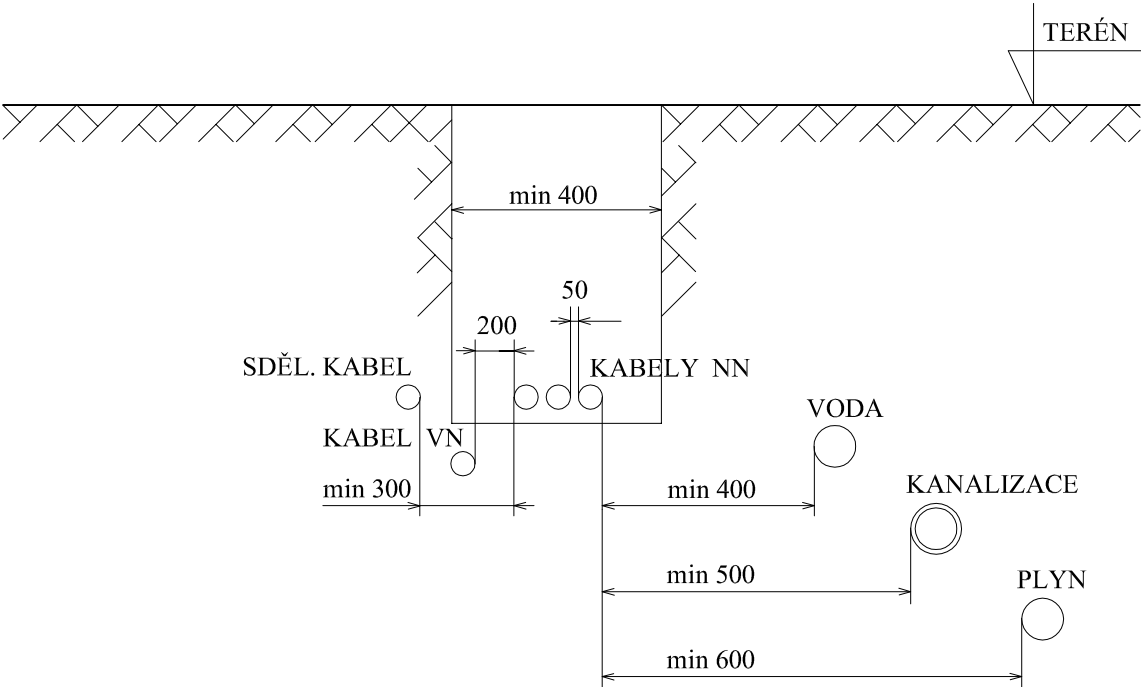 TERÉN
min 400
50
200
SDĚL. KABEL
KABELY NN
VODA
KABEL VN
min 300
min 400
KANALIZACE
min 500
PLYN
min 600